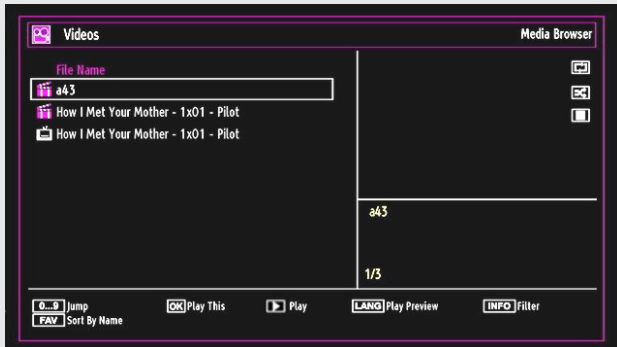 Videos
Media Browser
File Name
a43
How I Met Your Mother - 1x01 - Pilot
How I Met Your Mother - 1x01 - Pilot
a43
1/3
0...9 Jump OK Play This Play LANG Play Preview INFO Filter
FAV Sort By Name